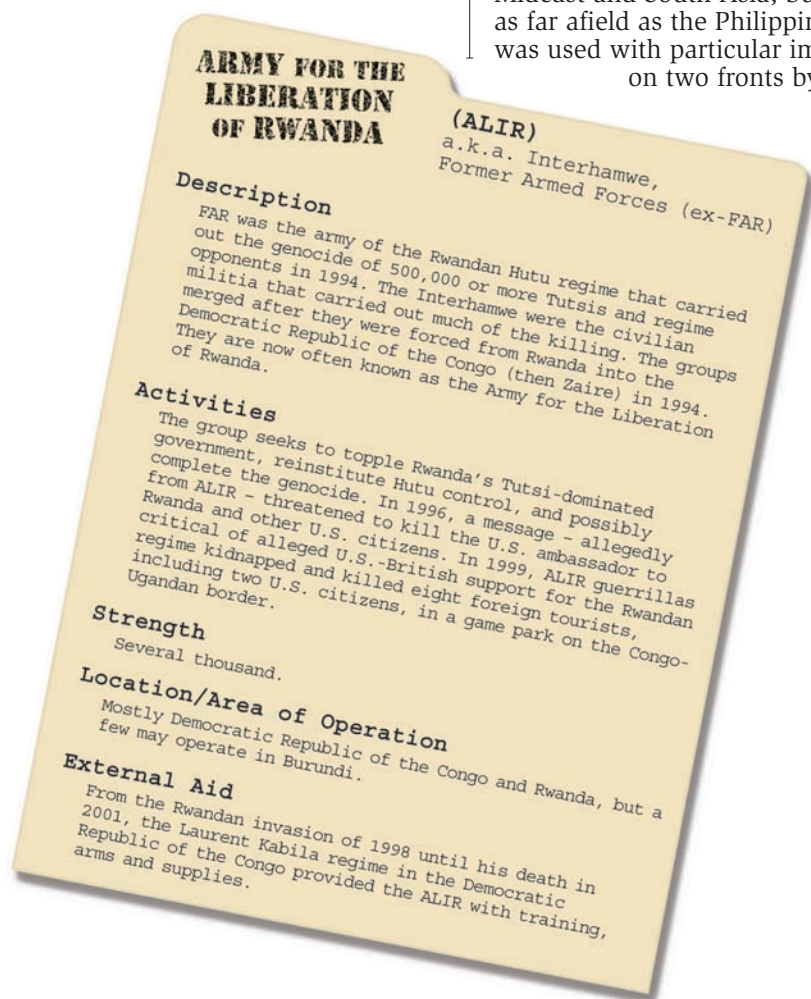 Mideast and South Asia, bu
as far afield as the Philippin
was used with particular im
on two fronts by
ARMY FOR THE
LIBERATION
OF RWANDA
(ALIR)
a.k.a. Interhamwe,
Former Armed Forces (ex-FAR)
Description
FAR was the army of the Rwandan Hutu regime that carried
out the genocide of 500,000 or more Tutsis and regime
opponents in 1994. The Interhamwe were the civilian
militia that carried out much of the killing. The groups
merged after they were forced from Rwanda into the
Democratic Republic of the Congo (then Zaire) in 1994.
They are now often known as the Army for the Liberation
of Rwanda.
Activities
The group seeks to topple Rwanda's Tutsi-dominated
government, reinstitute Hutu control, and possibly
complete the genocide. In 1996, a message – allegedly
from ALIR – threatened to kill the U.S. ambassador to
Rwanda and other U.S. citizens. In 1999, ALIR guerrillas
critical of alleged U.S.-British support for the Rwandan
regime kidnapped and killed eight foreign tourists,
including two U.S. citizens, in a game park on the Congo-
Ugandan border.
Strength
Several thousand.
Location/Area of Operation
Mostly Democratic Republic of the Congo and Rwanda, but a
few may operate in Burundi.
External Aid
From the Rwandan invasion of 1998 until his death in
2001, the Laurent Kabila regime in the Democratic
Republic of the Congo provided the ALIR with training,
arms and supplies.